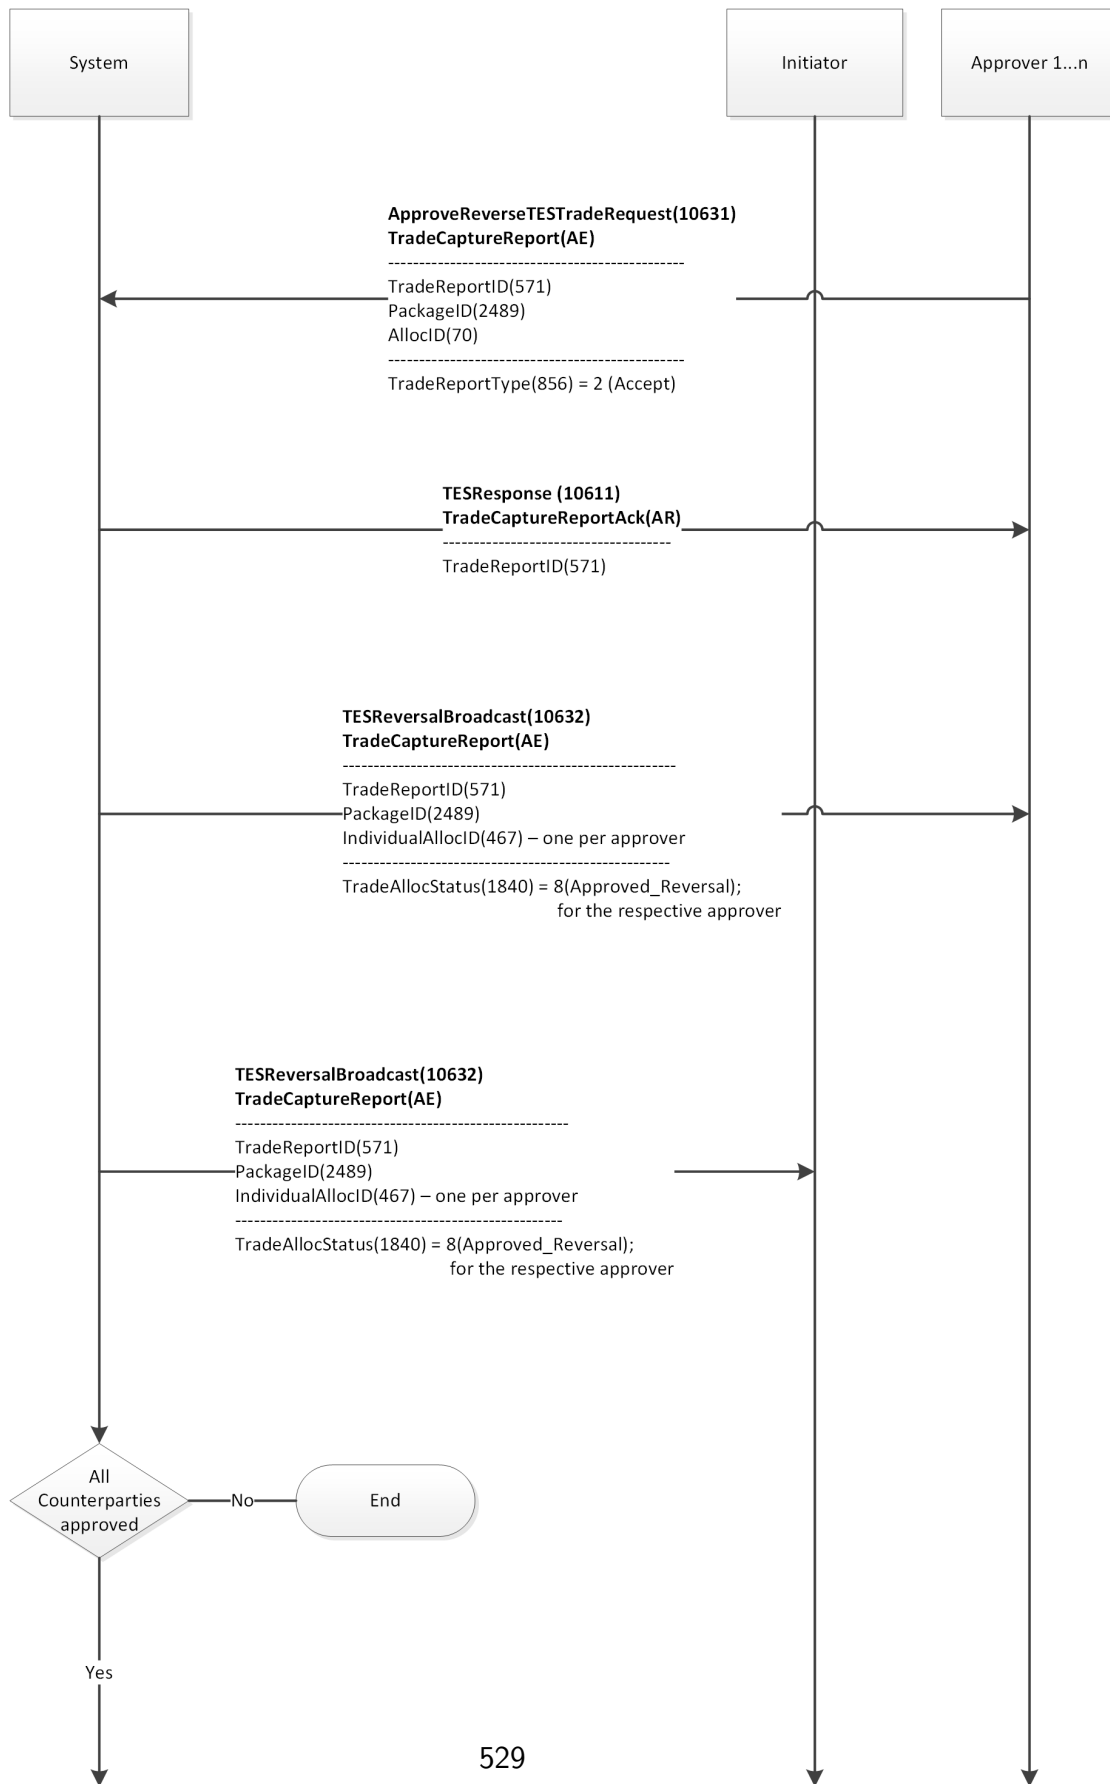 System
Initiator
Approver 1...n
ApproveReverseTESTradeRequest(10631)
TradeCaptureReport(AE)
------------------------------------------------
TradeReportID(571)
PackageID(2489)
AllocID(70)
------------------------------------------------
TradeReportType(856) = 2 (Accept)
TESResponse (10611)
TradeCaptureReportAck(AR)
-------------------------------------
TradeReportID(571)
TESReversalBroadcast(10632)
TradeCaptureReport(AE)
------------------------------------------------------
TradeReportID(571)
PackageID(2489)
IndividualAllocID(467) – one per approver
-----------------------------------------------------
TradeAllocStatus(1840) = 8(Approved_Reversal);
for the respective approver
TESReversalBroadcast(10632)
TradeCaptureReport(AE)
------------------------------------------------------
TradeReportID(571)
PackageID(2489)
IndividualAllocID(467) – one per approver
-----------------------------------------------------
TradeAllocStatus(1840) = 8(Approved_Reversal);
for the respective approver
All
Counterparties
approved
No
End
Yes
529